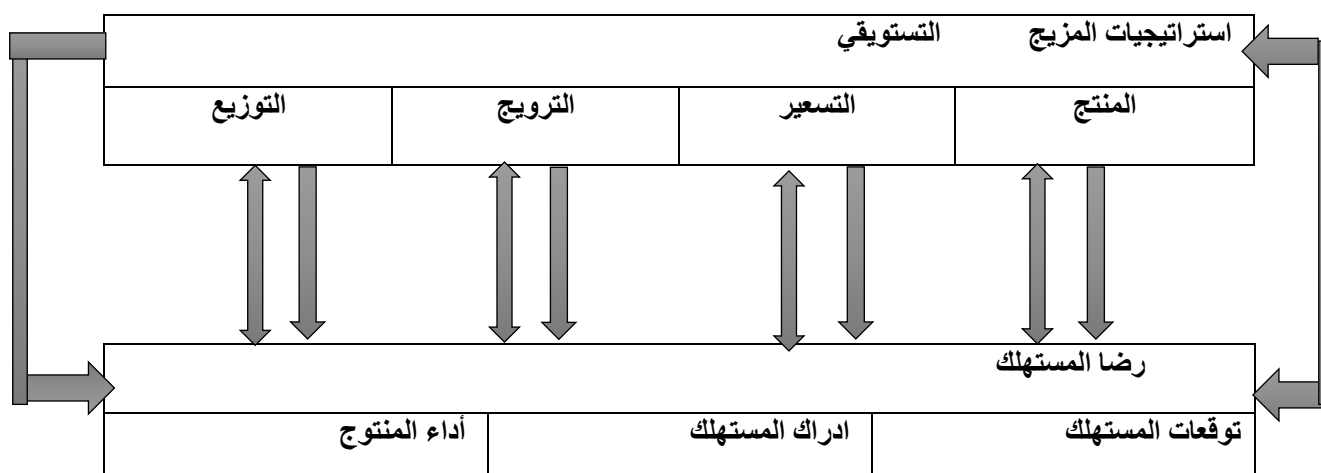 استراتيجيات المزيج التستويقي
المنتج التسعير الترويج التوزيع
رضا المستهلك
توقعات المستهلك ادراك المستهلك أداء المنتوج